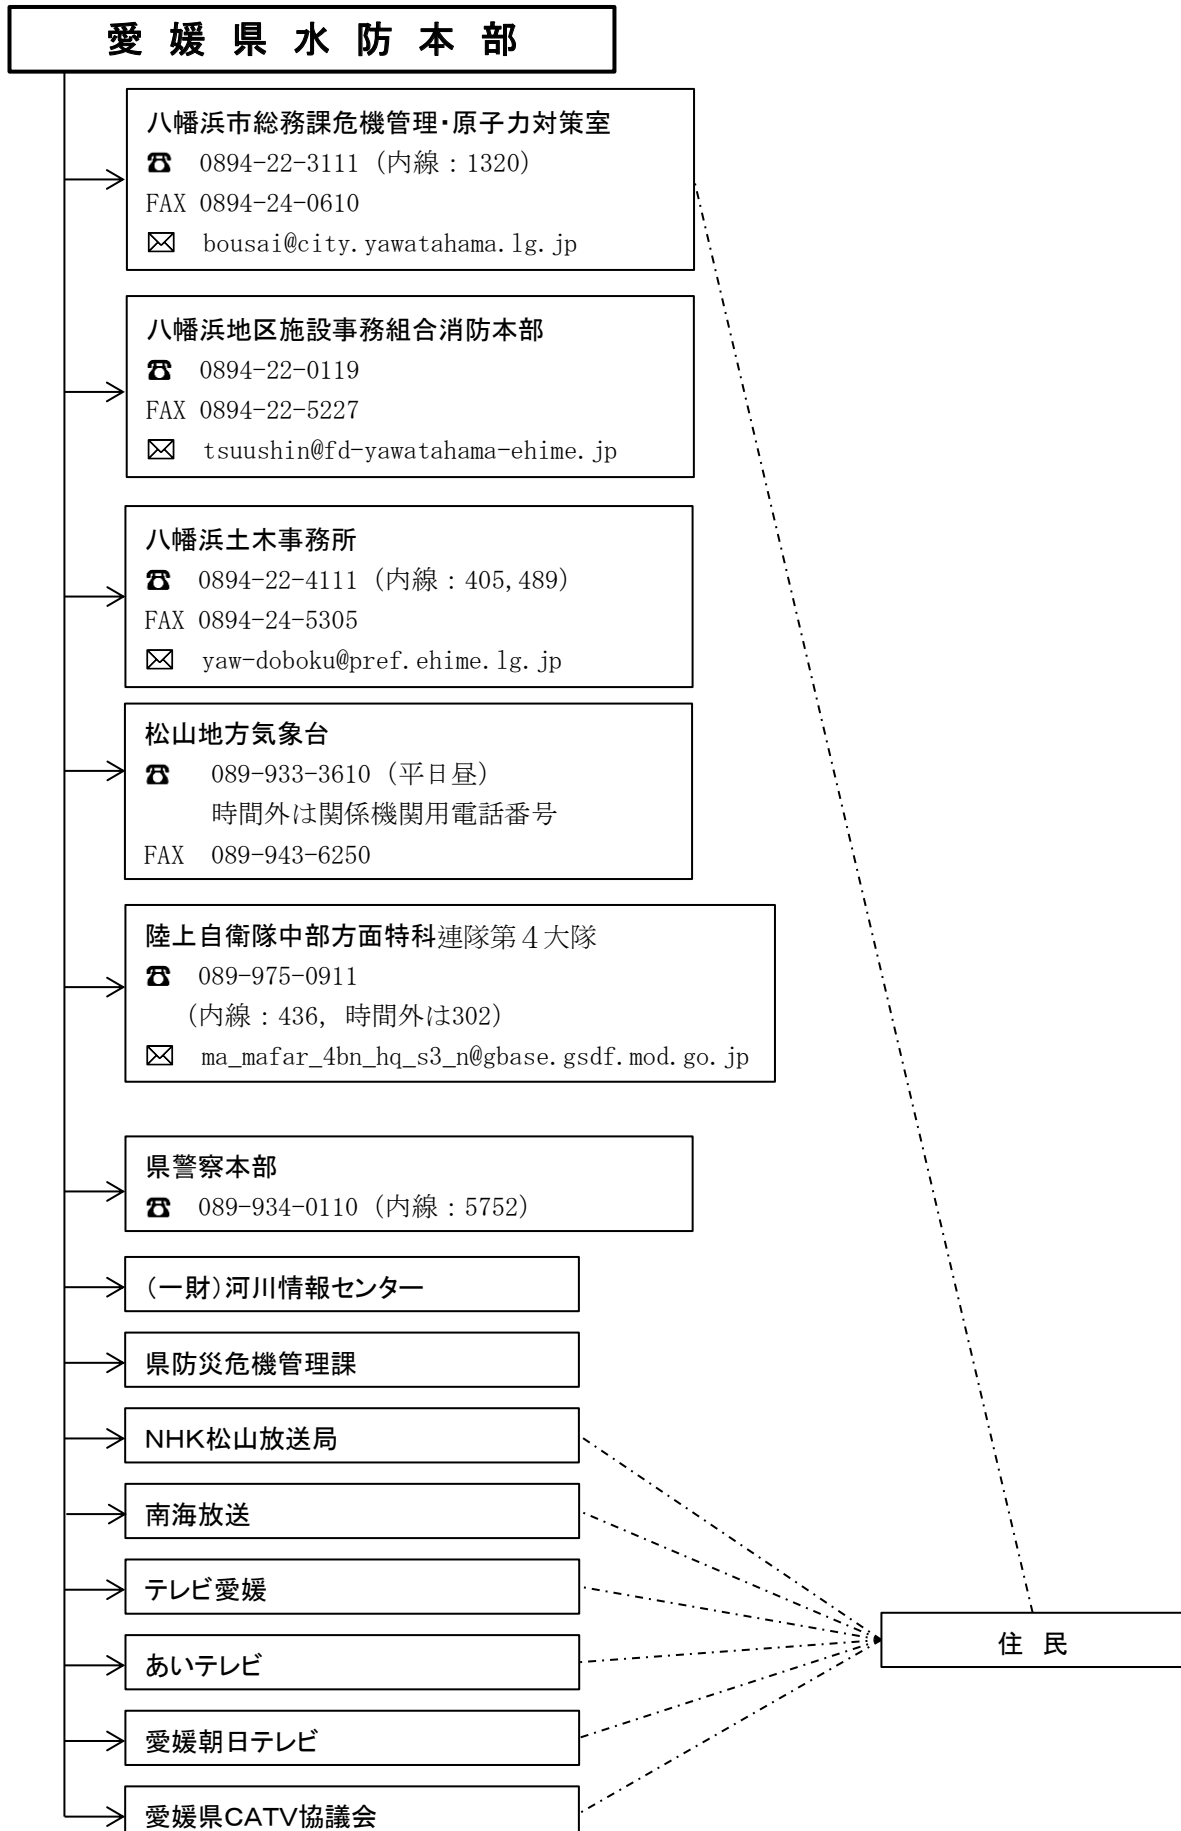 愛媛県水防本部
八幡浜市総務課危機管理・原子力対策室
☎ 0894-22-3111（内線：1320）
FAX 0894-24-0610
✉ bousai@city.yawatahama.lg.jp
八幡浜地区施設事務組合消防本部
☎ 0894-22-0119
FAX 0894-22-5227
✉ tsuushin@fd-yawatahama-ehime.jp
八幡浜土木事務所
☎ 0894-22-4111（内線：405,489）
FAX 0894-24-5305
✉ yaw-doboku@pref.ehime.lg.jp
松山地方気象台
☎ 089-933-3610（平日昼）
時間外は関係機関用電話番号
FAX 089-943-6250
陸上自衛隊中部方面特科連隊第４大隊
☎ 089-975-0911
（内線：436, 時間外は302）
✉ ma_mafar_4bn_hq_s3_n@gbase.gsdf.mod.go.jp
県警察本部
☎ 089-934-0110（内線：5752）
（一財）河川情報センター
県防災危機管理課
NHK松山放送局
南海放送
テレビ愛媛
あいテレビ
住民
愛媛朝日テレビ
愛媛県CATV協議会